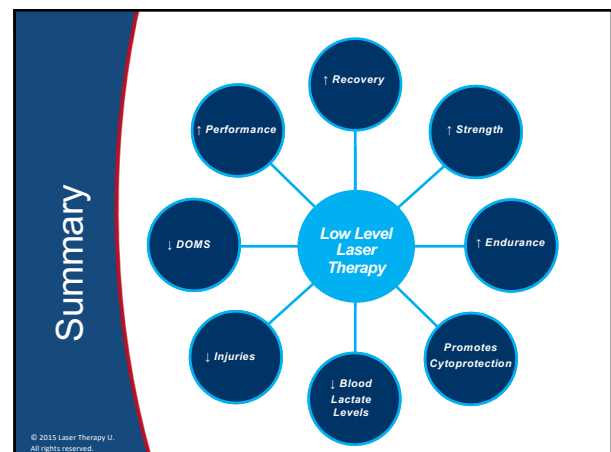 Summary
↑ Recovery
↑ Strength
↑ Endurance
Promotes
Cytoprotection
↓ Blood
Lactate
Levels
↓ Injuries
↓ DOMS
↑ Performance
Low Level
Laser
Therapy
© 2015 Laser Therapy U.
All rights reserved.